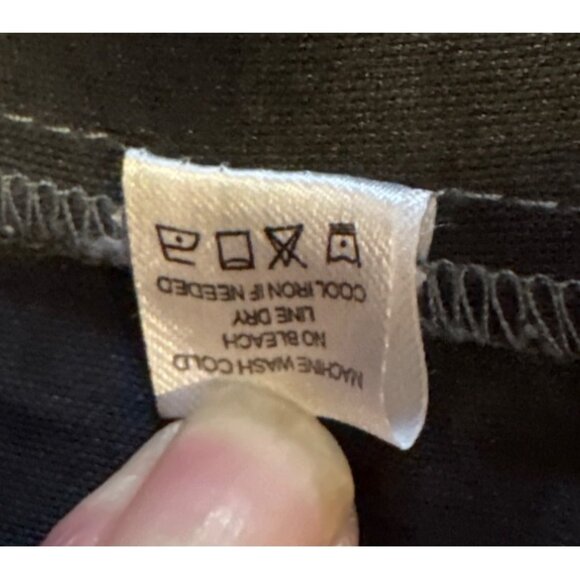 MACHINE WASH COLD
NO BLEACH
LINE DRY
COOL IRON IF NEEDED